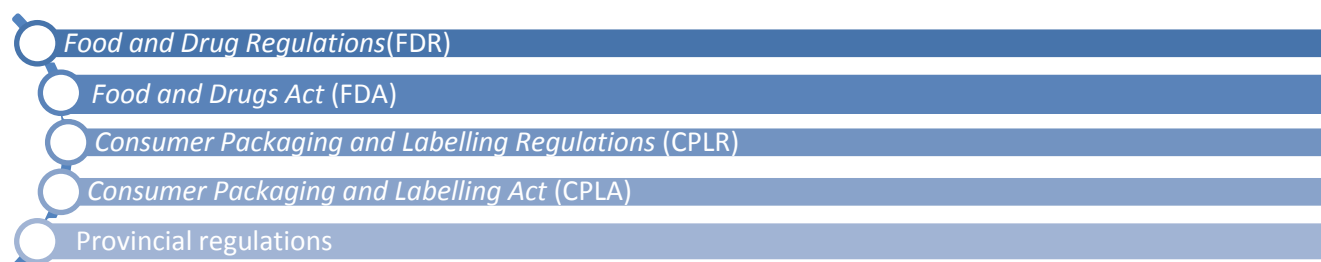 Food and Drug Regulations(FDR)
Food and Drugs Act (FDA)
Consumer Packaging and Labelling Regulations (CPLR)
Consumer Packaging and Labelling Act (CPLA)
Provincial regulations